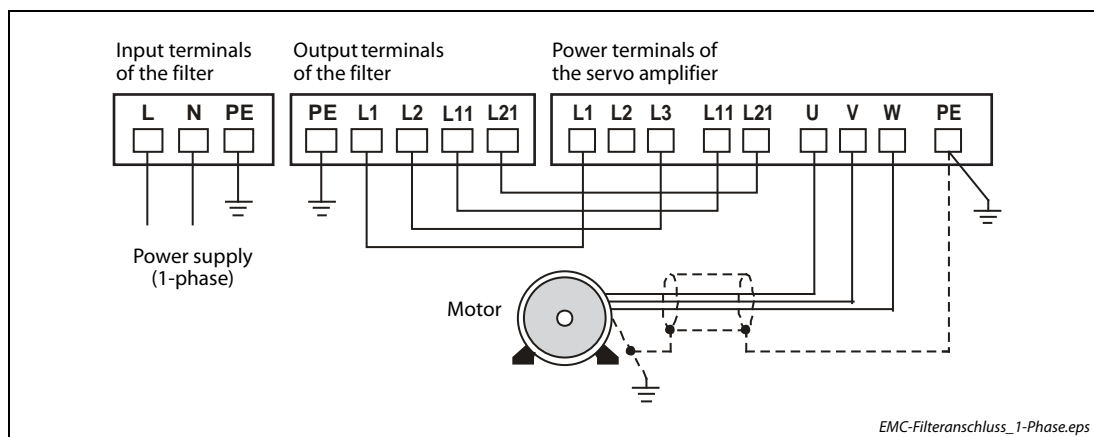 Input terminals
of the filter
Output terminals
of the filter
Power terminals of
the servo amplifier
L N PE
PE L1 L2 L11 L21
L1 L2 L3 L11 L21 U V W PE
Power supply
(1-phase)
Motor
EMC-Filteranschluss_1-Phase.eps